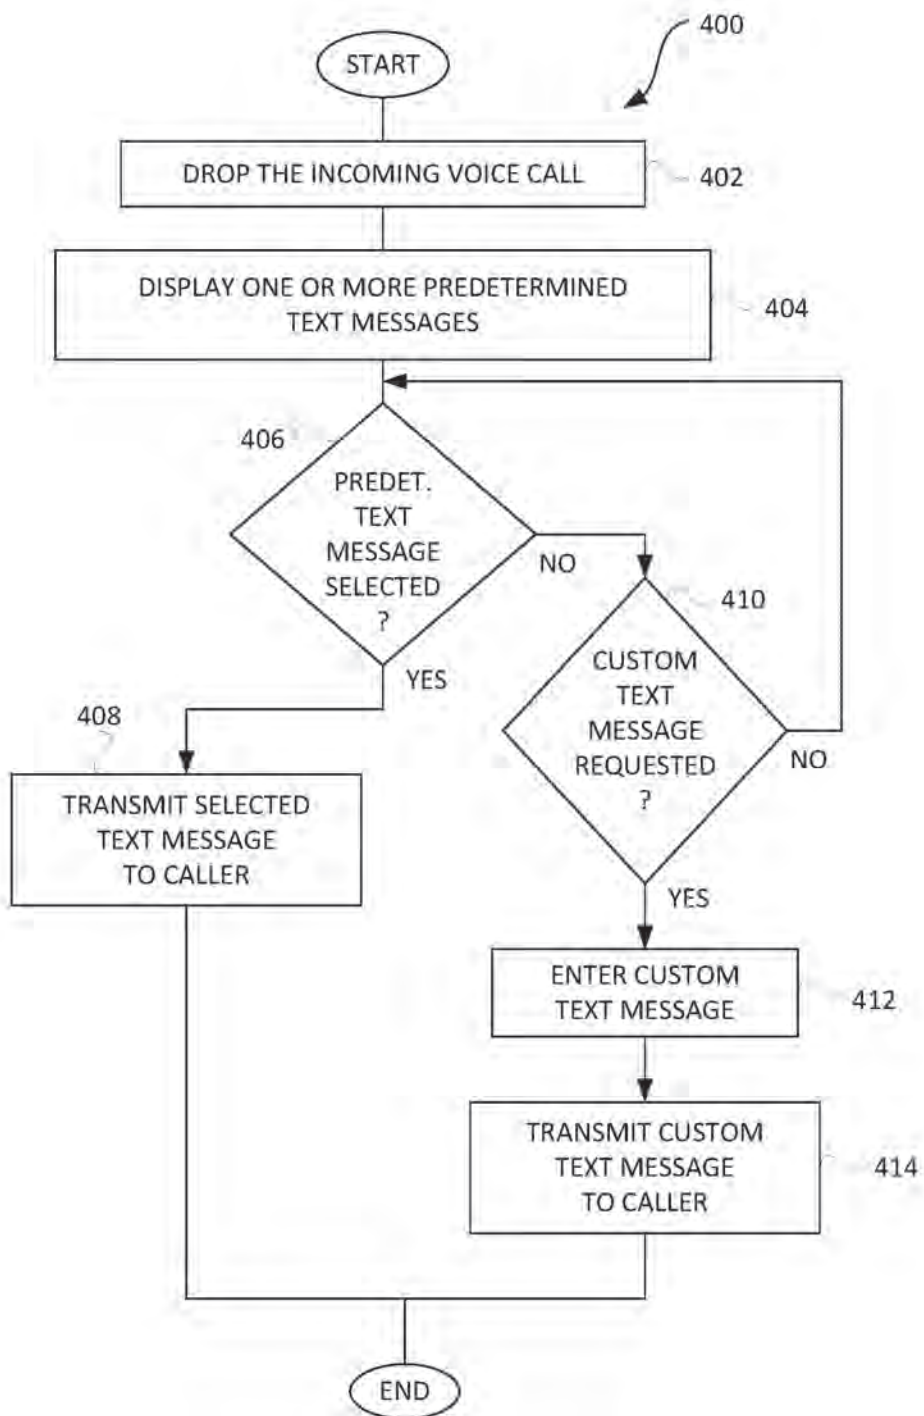 400
START
DROP THE INCOMING VOICE CALL
402
DISPLAY ONE OR MORE PREDETERMINED
TEXT MESSAGES
404
406
PREDET.
TEXT
MESSAGE
SELECTED
?
NO
YES
410
CUSTOM
TEXT
MESSAGE
REQUESTED
?
NO
YES
408
TRANSMIT SELECTED
TEXT MESSAGE
TO CALLER
ENTER CUSTOM
TEXT MESSAGE
412
TRANSMIT CUSTOM
TEXT MESSAGE
TO CALLER
414
END